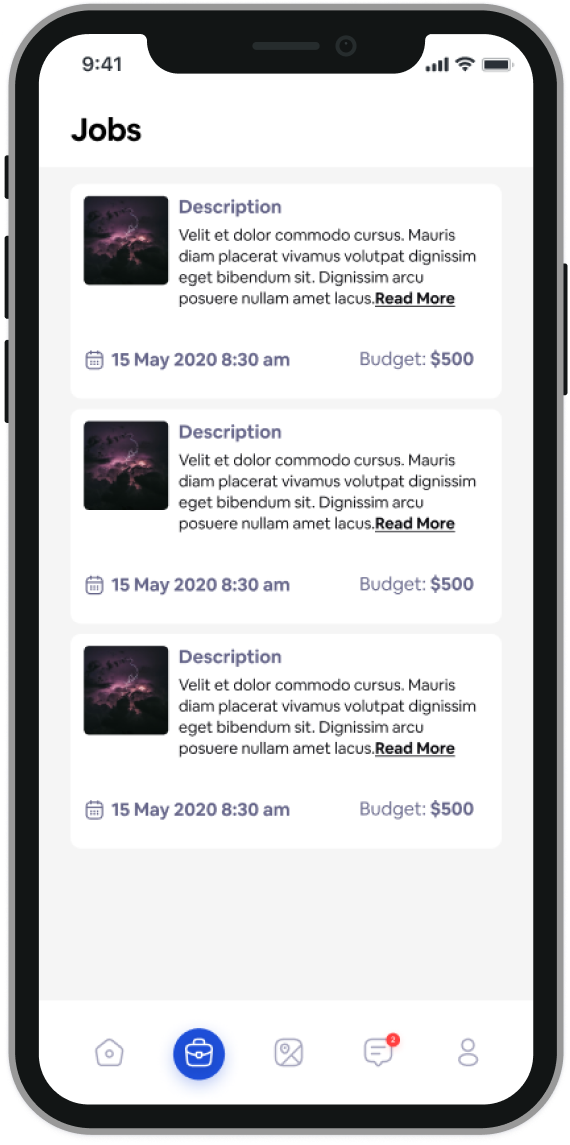 9:41
Jobs
Description
Velit et dolor commodo cursus. Mauris
diam placerat vivamus volutpat dignissim
eget bibendum sit. Dignissim arcu
posuere nullam amet lacus.Read More
15 May 2020 8:30 am Budget: $500
Description
Velit et dolor commodo cursus. Mauris
diam placerat vivamus volutpat dignissim
eget bibendum sit. Dignissim arcu
posuere nullam amet lacus.Read More
15 May 2020 8:30 am Budget: $500
Description
Velit et dolor commodo cursus. Mauris
diam placerat vivamus volutpat dignissim
eget bibendum sit. Dignissim arcu
posuere nullam amet lacus.Read More
15 May 2020 8:30 am Budget: $500
2